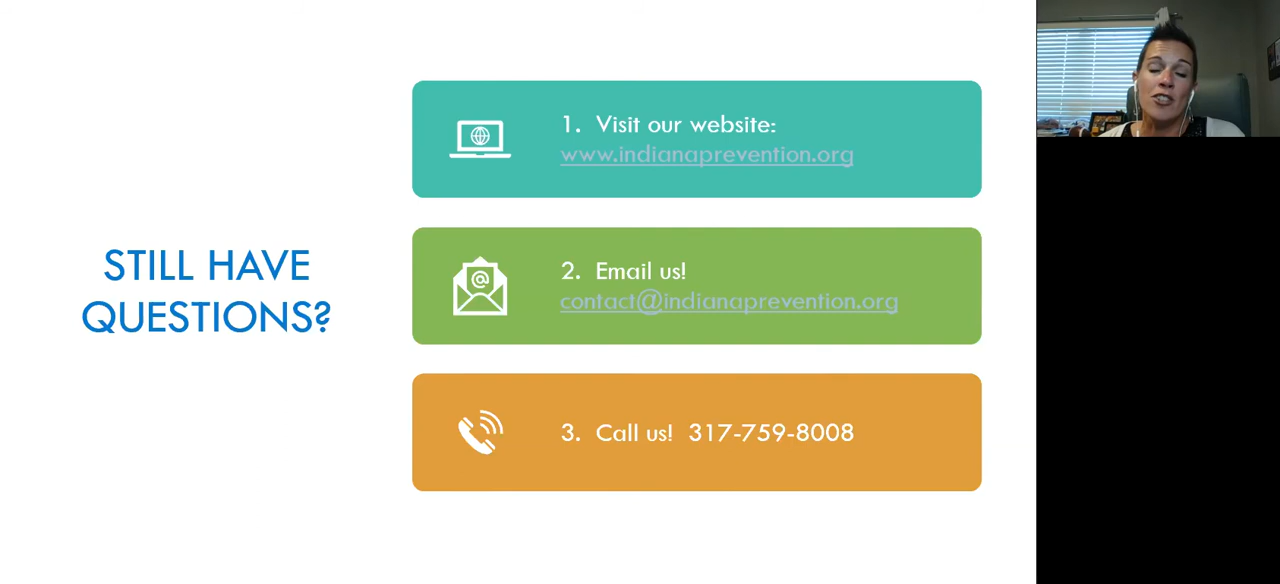 STILL HAVE
QUESTIONS?
1. Visit our website:
www.indianaprevention.org
@
2. Email us!
contact@indianaprevention.org
3. Call us! 317-759-8008